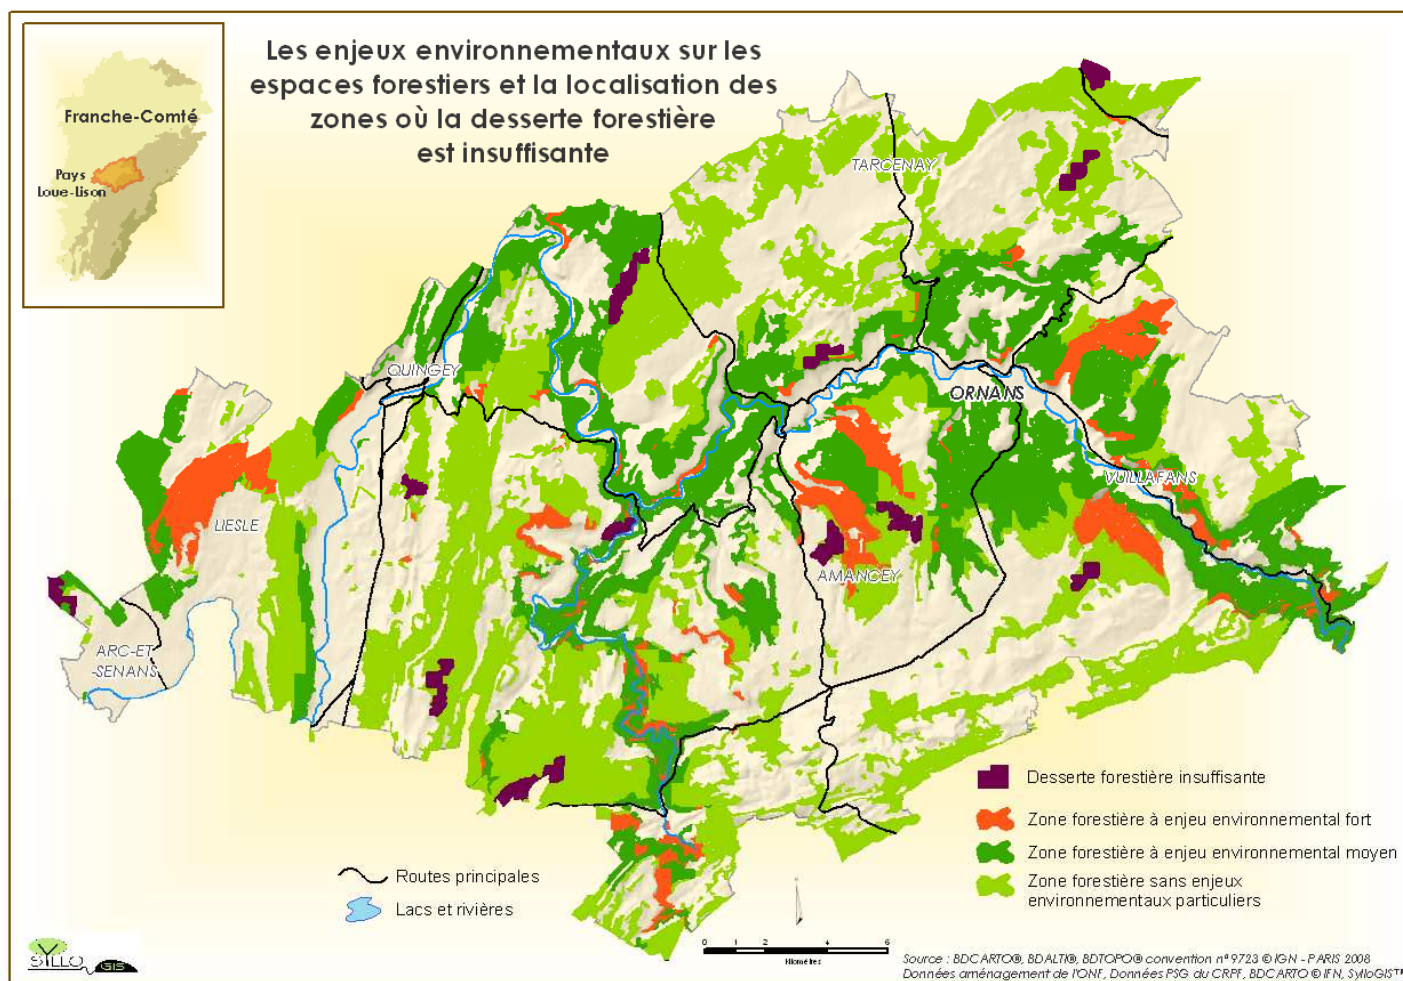 Les enjeux environnementaux sur les
espaces forestiers et la localisation des
zones où la desserte forestière
est insuffisante
Franche-Comté
Pays
Loue-Lison
TARCENAY
QUINGEY
ORNANS
VUILLAFANS
LIESLE
AMANCEY
ARC-ET
-SENANS
Desserte forestière insuffisante
Zone forestière à enjeu environnemental fort
Zone forestière à enjeu environnemental moyen
Zone forestière sans enjeux
environnementaux particuliers
Routes principales
Lacs et rivières
0 1 2 4 6
Kilomètres
SYLLO GIS
Source : BDCARTO®, BDALTI®, BDTOPO® convention n° 9723 © IGN - PARIS 2008
Données aménagement de l'ONF, Données PSG du CRPF, BDCARTO © IFN, SylloGIS™